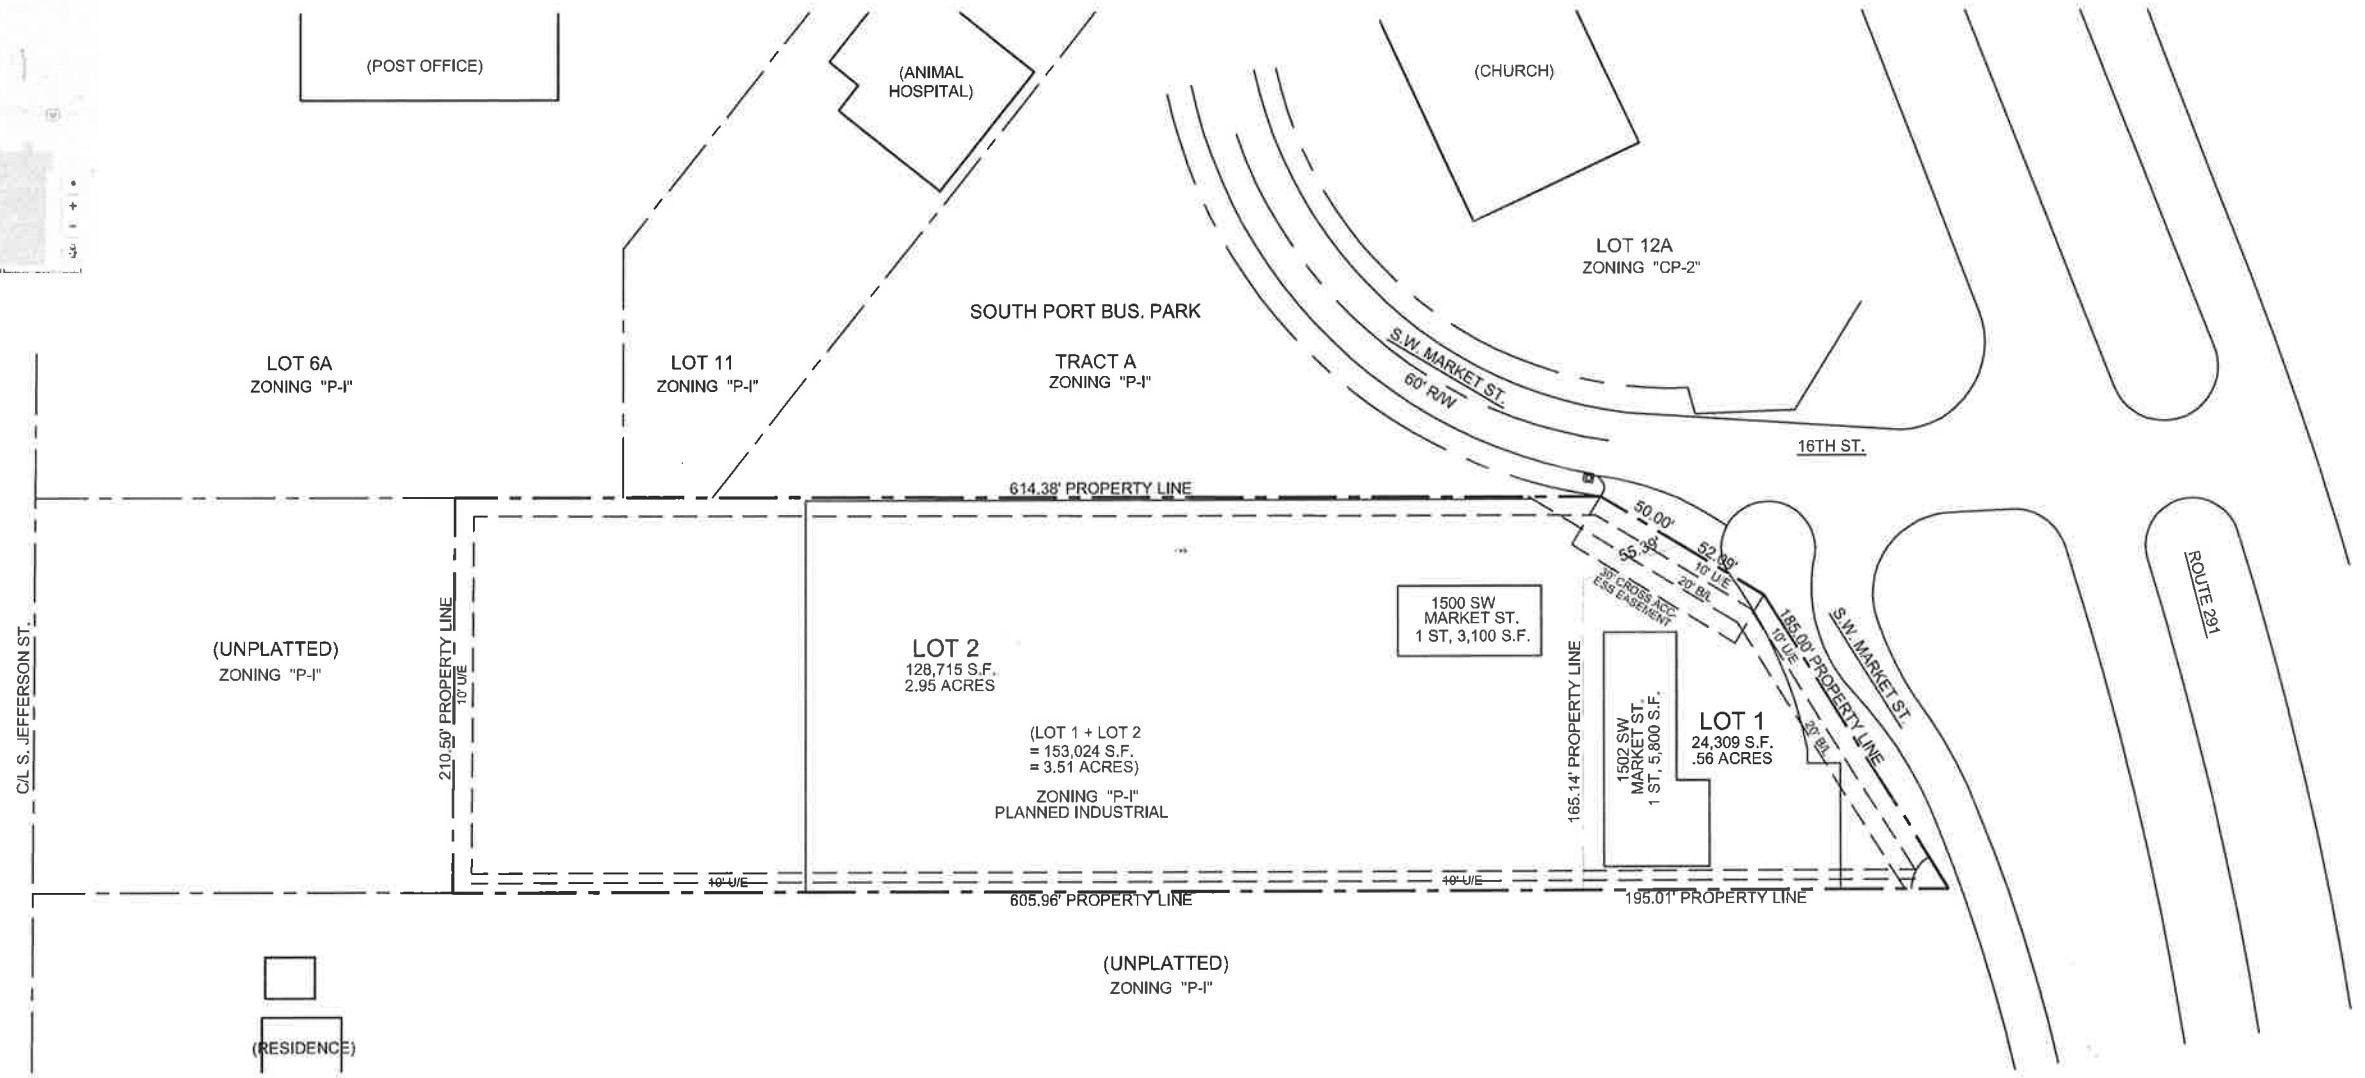 (POST OFFICE)
(ANIMAL
HOSPITAL)
(CHURCH)
LOT 12A
ZONING "CP-2"
SOUTH PORT BUS. PARK
LOT 6A
ZONING "P-I"
LOT 11
ZONING "P-I"
TRACT A
ZONING "P-I"
S.W. MARKET ST.
60' R/W
16TH ST.
614.38' PROPERTY LINE
50.00'
55.39'
52.09'
10' U/E
20' B/L
30' CROSS ACC
ESS EASEMENT
ROUTE 291
C/L S. JEFFERSON ST.
(UNPLATTED)
ZONING "P-I"
210.50' PROPERTY LINE
10' U/E
LOT 2
128,715 S.F.
2.95 ACRES
1500 SW
MARKET ST.
1 ST, 3,100 S.F.
(LOT 1 + LOT 2
= 153,024 S.F.
= 3.51 ACRES)
ZONING "P-I"
PLANNED INDUSTRIAL
165.14' PROPERTY LINE
1502 SW
MARKET ST.
1 ST, 5,800 S.F.
LOT 1
24,309 S.F.
.56 ACRES
185.00' PROPERTY LINE
10' U/E
20' B/L
S.W. MARKET ST.
10' U/E
10' U/E
605.96' PROPERTY LINE
195.01' PROPERTY LINE
(UNPLATTED)
ZONING "P-I"
(RESIDENCE)